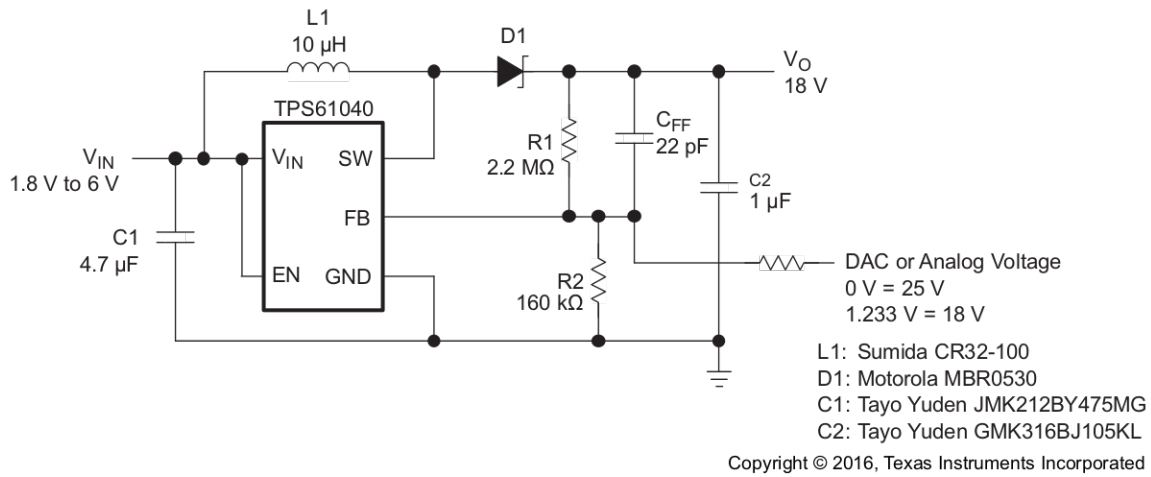 L1
10 µH
D1
VO
18 V
TPS61040
VIN
1.8 V to 6 V
VIN
SW
R1
2.2 MΩ
CFF
22 pF
C2
1 µF
FB
C1
4.7 µF
EN
GND
R2
160 kΩ
DAC or Analog Voltage
0 V = 25 V
1.233 V = 18 V
L1: Sumida CR32-100
D1: Motorola MBR0530
C1: Tayo Yuden JMK212BY475MG
C2: Tayo Yuden GMK316BJ105KL
Copyright © 2016, Texas Instruments Incorporated